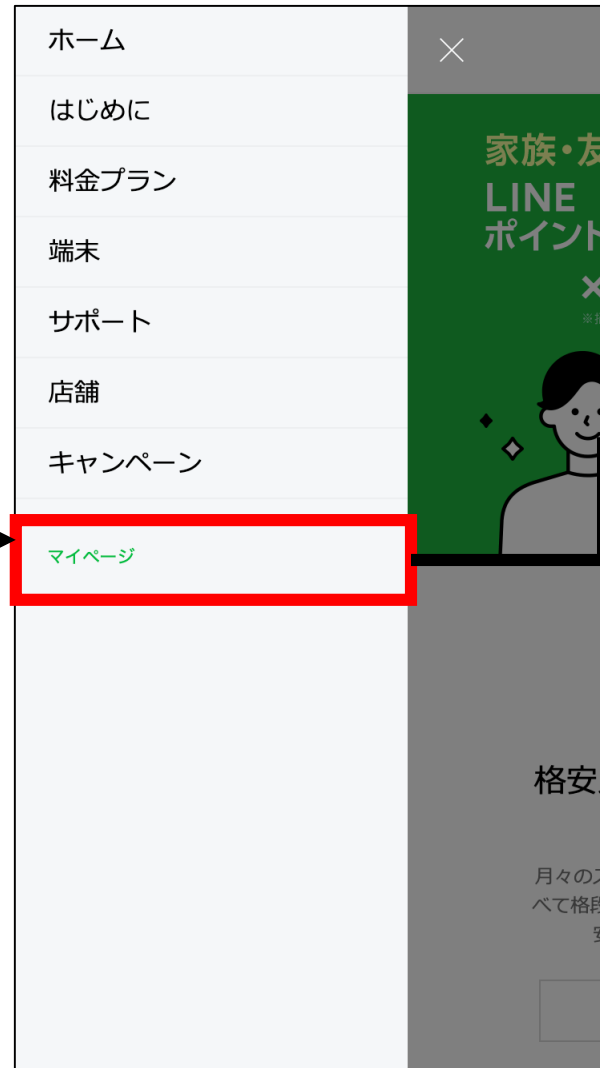 ホーム
はじめに
料金プラン
端末
サポート
店舗
キャンペーン
マイページ
家族・友
LINE
ポイント
格安
月々の
べて格段